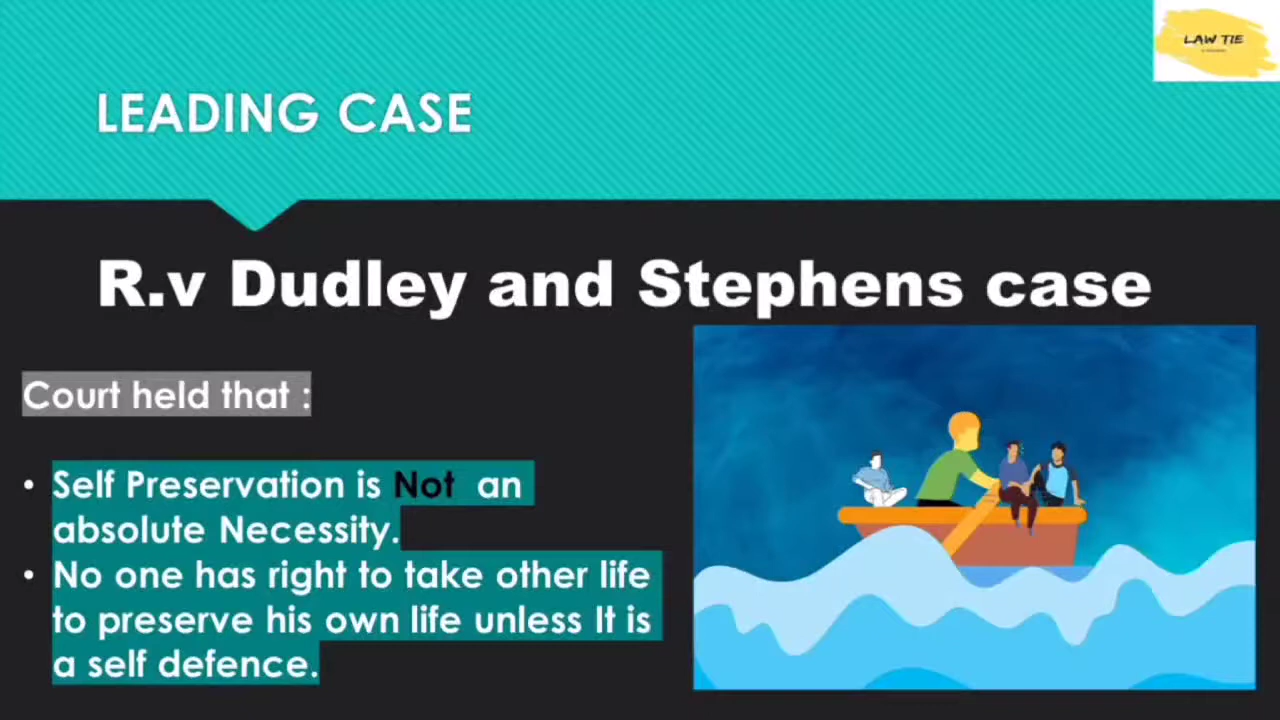 LAW TIE
LEADING CASE
R.v Dudley and Stephens case
Court held that :
• Self Preservation is Not an
absolute Necessity.
• No one has right to take other life
to preserve his own life unless It is
a self defence.